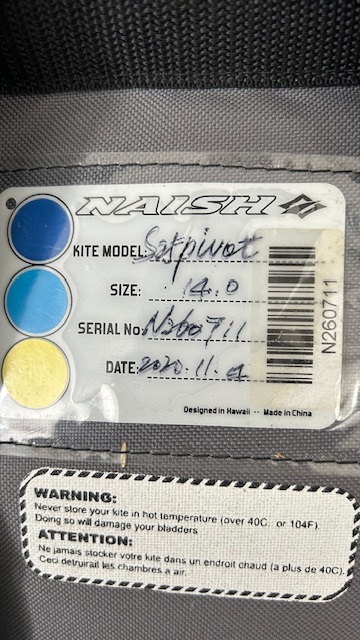 NAISH
KITE MODEL: S25pivot
SIZE: 14.0
SERIAL No: N260711
DATE: 2020.11.9
N260711
Designed in Hawaii -- Made in China
WARNING:
Never store your kite in hot temperature (over 40C. or 104F).
Doing so will damage your bladders
ATTENTION:
Ne jamais stocker votre kite dans un endroit chaud (a plus de 40C).
Ceci detruirait les chambres a air.